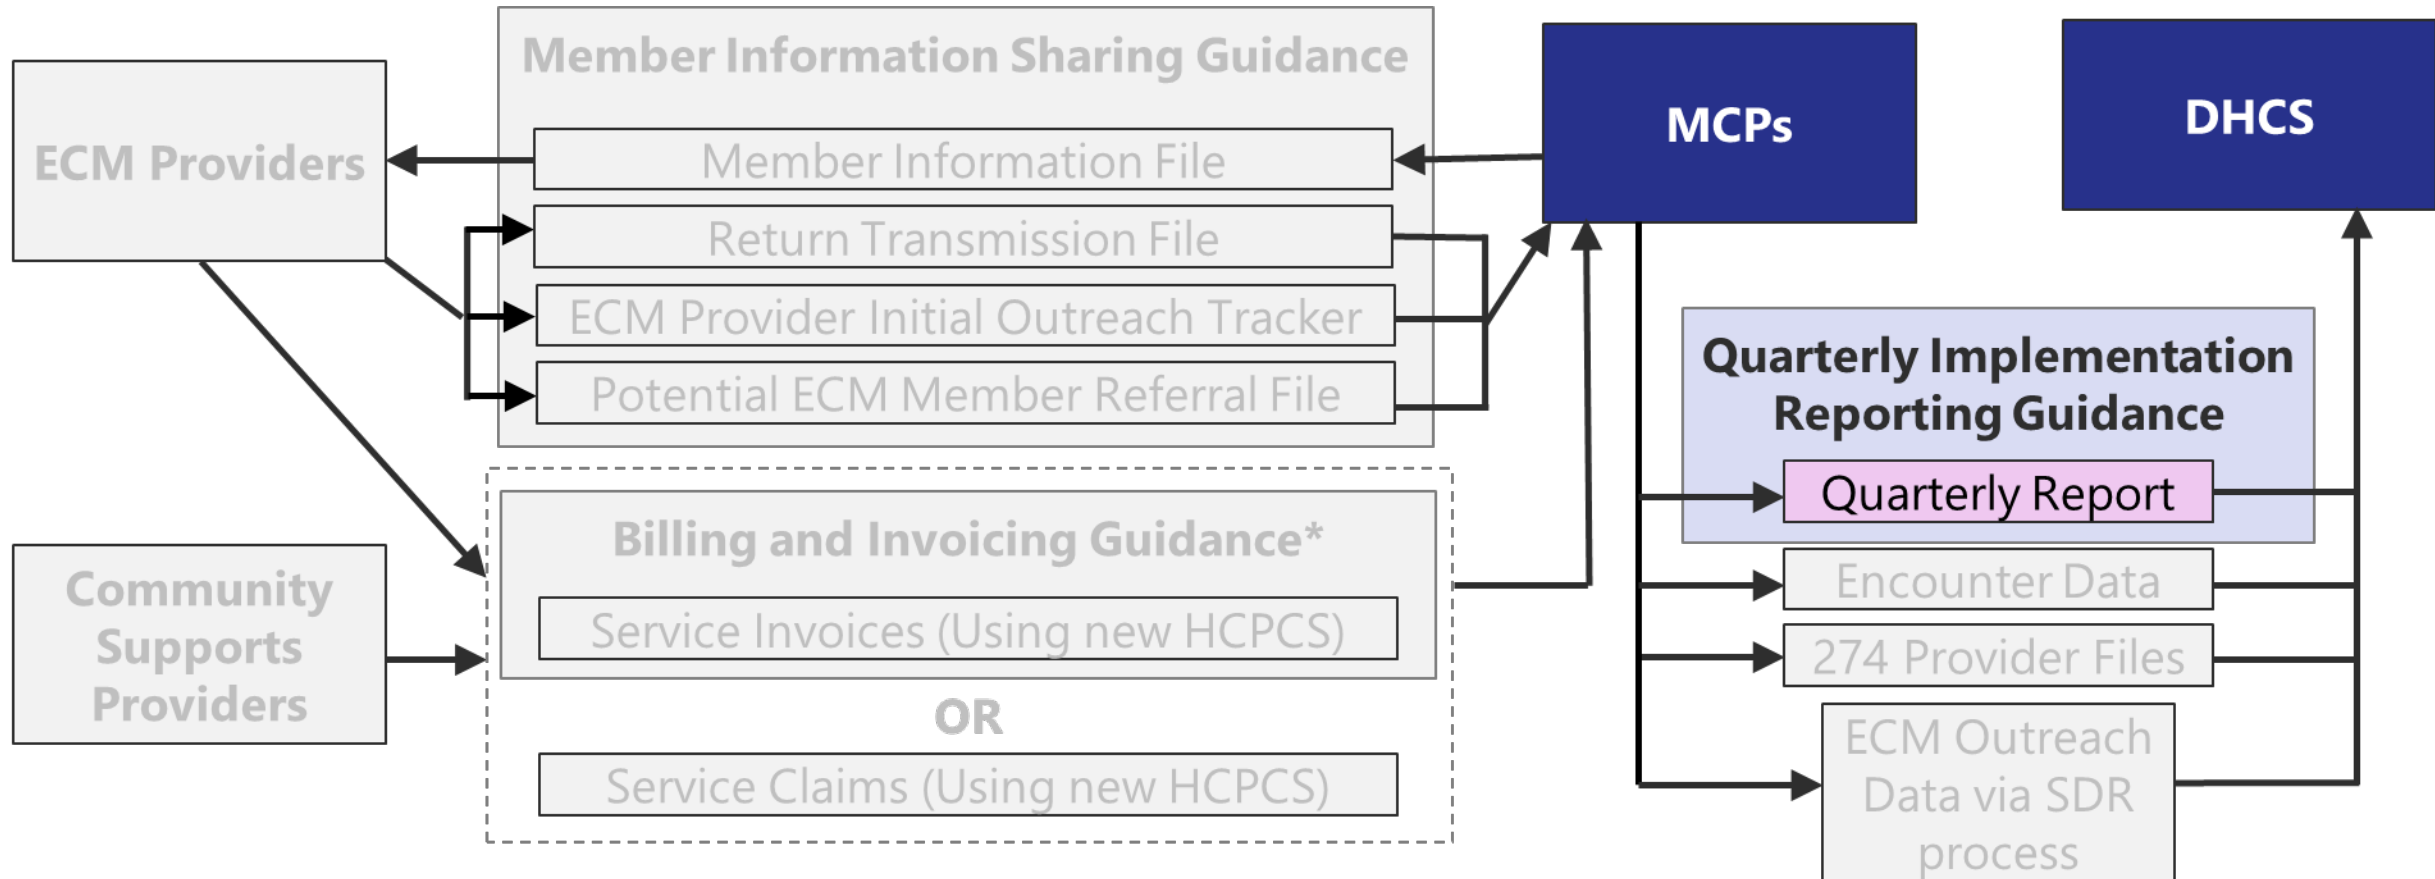 Member Information Sharing Guidance
ECM Providers
Member Information File
Return Transmission File
ECM Provider Initial Outreach Tracker
Potential ECM Member Referral File
MCPs
DHCS
Quarterly Implementation
Reporting Guidance
Quarterly Report
Encounter Data
274 Provider Files
ECM Outreach
Data via SDR
process
Community
Supports
Providers
Billing and Invoicing Guidance*
Service Invoices (Using new HCPCS)
OR
Service Claims (Using new HCPCS)